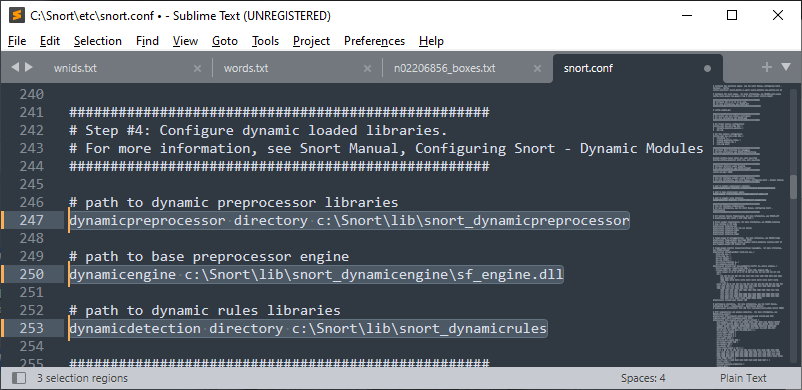 C:\Snort\etc\snort.conf • - Sublime Text (UNREGISTERED)
File Edit Selection Find View Goto Tools Project Preferences Help
wnids.txt words.txt n02206856_boxes.txt snort.conf
240
241 ###################################################
242 # Step #4: Configure dynamic loaded libraries.
243 # For more information, see Snort Manual, Configuring Snort - Dynamic Modules
244 ###################################################
245
246 # path to dynamic preprocessor libraries
247 dynamicpreprocessor directory c:\Snort\lib\snort_dynamicpreprocessor
248
249 # path to base preprocessor engine
250 dynamicengine c:\Snort\lib\snort_dynamicengine\sf_engine.dll
251
252 # path to dynamic rules libraries
253 dynamicdetection directory c:\Snort\lib\snort_dynamicrules
254
255 ###################################################
3 selection regions Spaces: 4 Plain Text